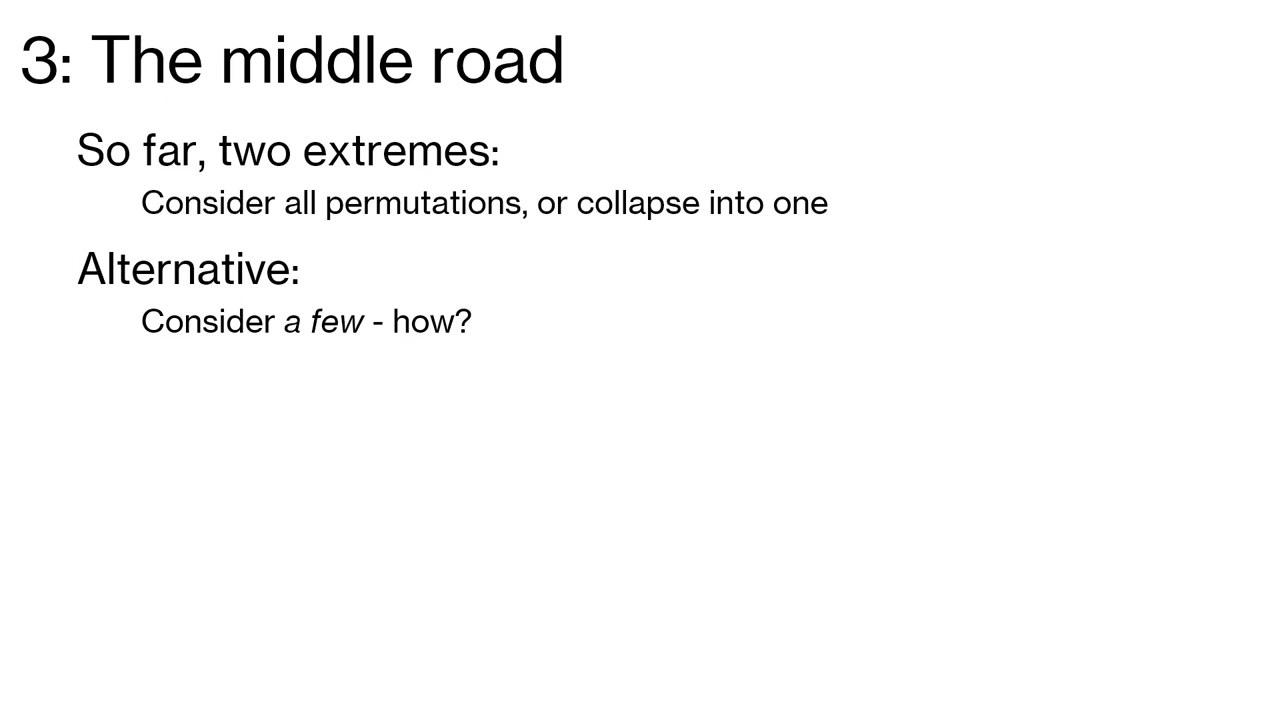 3: The middle road
So far, two extremes:
Consider all permutations, or collapse into one
Alternative:
Consider a few - how?